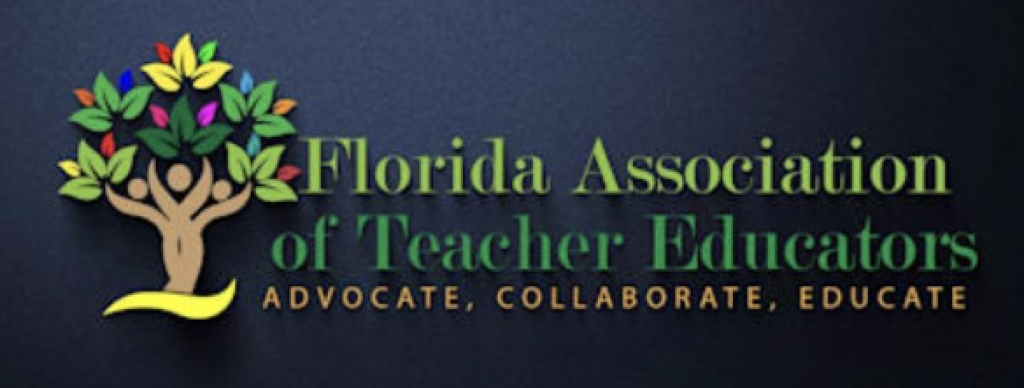 Florida Association
of Teacher Educators
ADVOCATE, COLLABORATE, EDUCATE